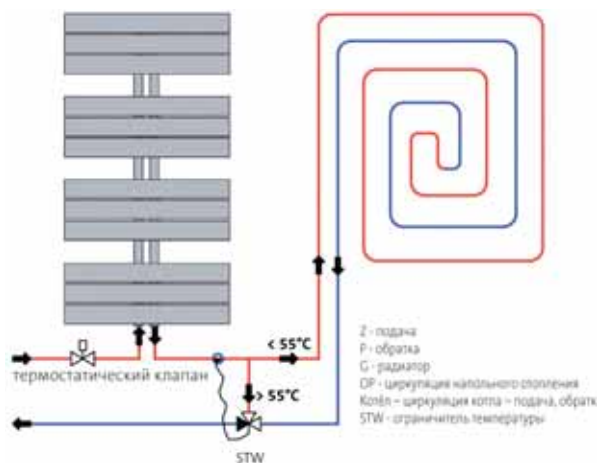 < 55°C
термостатический клапан
> 55°C
STW
Z - подача
P - обратка
G - радиатор
OP - циркуляция напольного отопления
Котёл – циркуляция котла – подача, обратк
STW - ограничитель температуры